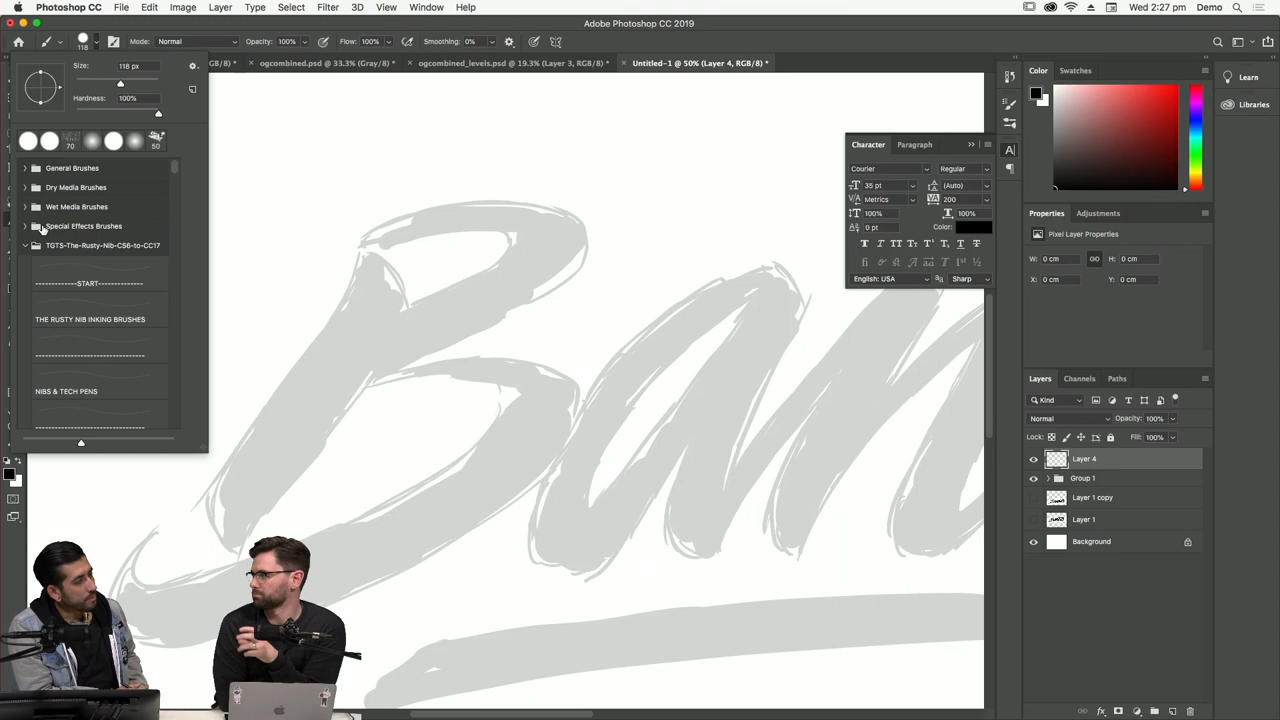 Photoshop CC File Edit Image Layer Type Select Filter 3D View Window Help Wed 2:27 pm Demo
Adobe Photoshop CC 2019
118 Mode: Normal Opacity: 100% Flow: 100% Smoothing: 0%
RGB/8) * × ogcombined.psd @ 33.3% (Gray/8) * × ogcombined_levels.psd @ 19.3% (Layer 3, RGB/8) * × Untitled-1 @ 50% (Layer 4, RGB/8) *
Size: 118 px
Hardness: 100%
70 50
General Brushes
Dry Media Brushes
Wet Media Brushes
Special Effects Brushes
TGTS-The-Rusty-Nib-CS6-to-CC17
-------------START--------------
THE RUSTY NIB INKING BRUSHES
----------------------------------
NIBS & TECH PENS
----------------------------------
Ban
Character Paragraph
Courier Regular
35 pt (Auto)
Metrics 200
100% 100%
0 pt Color:
English: USA Sharp
Color Swatches
Learn
Libraries
Properties Adjustments
Pixel Layer Properties
W: 0 cm H: 0 cm
X: 0 cm Y: 0 cm
Layers Channels Paths
Kind
Normal Opacity: 100%
Lock: Fill: 100%
Layer 4
Group 1
Layer 1 copy
Layer 1
Background